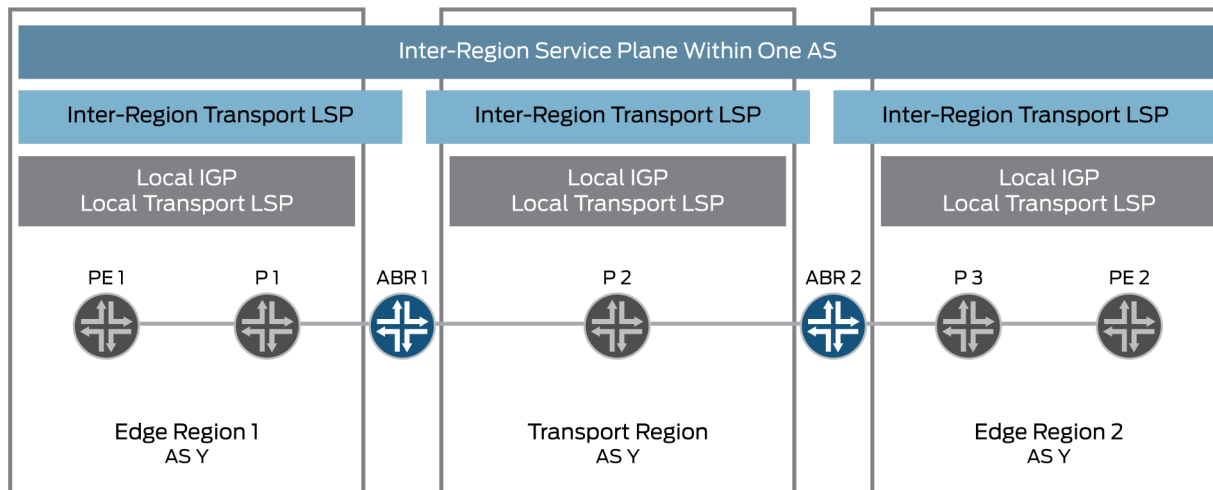 Inter-Region Service Plane Within One AS
Inter-Region Transport LSP
Inter-Region Transport LSP
Inter-Region Transport LSP
Local IGP
Local Transport LSP
Local IGP
Local Transport LSP
Local IGP
Local Transport LSP
PE 1
P 1
ABR 1
P 2
ABR 2
P 3
PE 2
Edge Region 1
AS Y
Transport Region
AS Y
Edge Region 2
AS Y